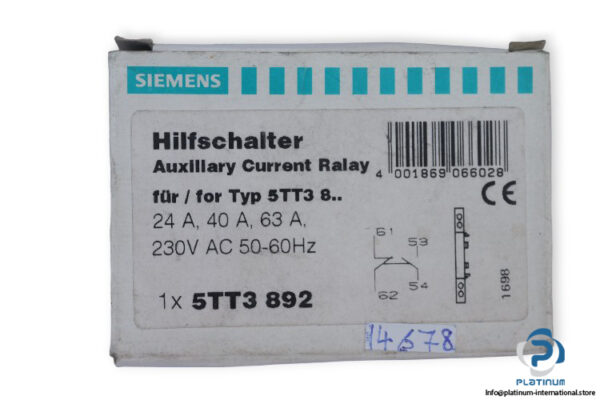 SIEMENS
Hilfschalter
Auxillary Current Ralay
für / for Typ 5TT3 8..
24 A, 40 A, 63 A,
230V AC 50-60Hz
1x 5TT3 892
4 001869 066028
CE
61
53
62
54
1698
14678
PLATINUM
Info@platinum-international.store